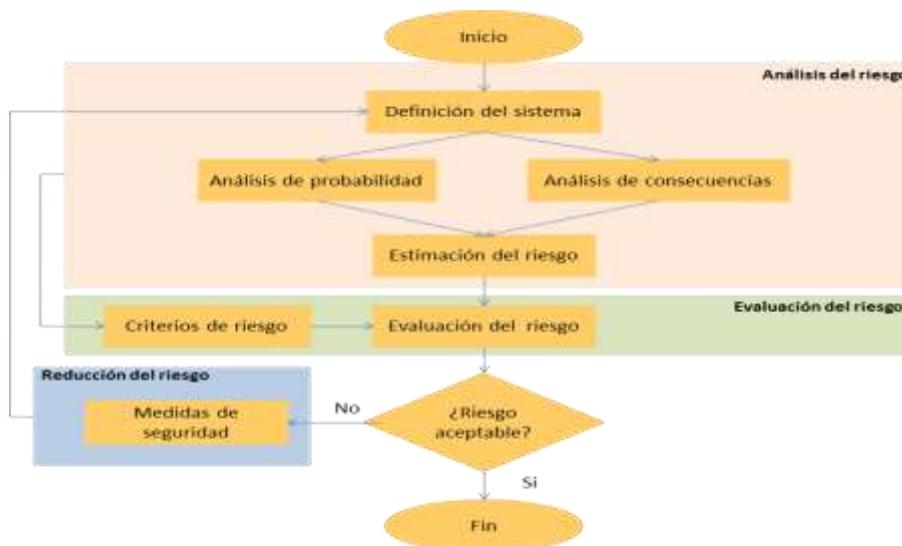 Inicio
Análisis del riesgo
Definición del sistema
Análisis de probabilidad
Análisis de consecuencias
Estimación del riesgo
Evaluación del riesgo
Criterios de riesgo
Evaluación del riesgo
Reducción del riesgo
Medidas de
seguridad
No
¿Riesgo
aceptable?
Si
Fin